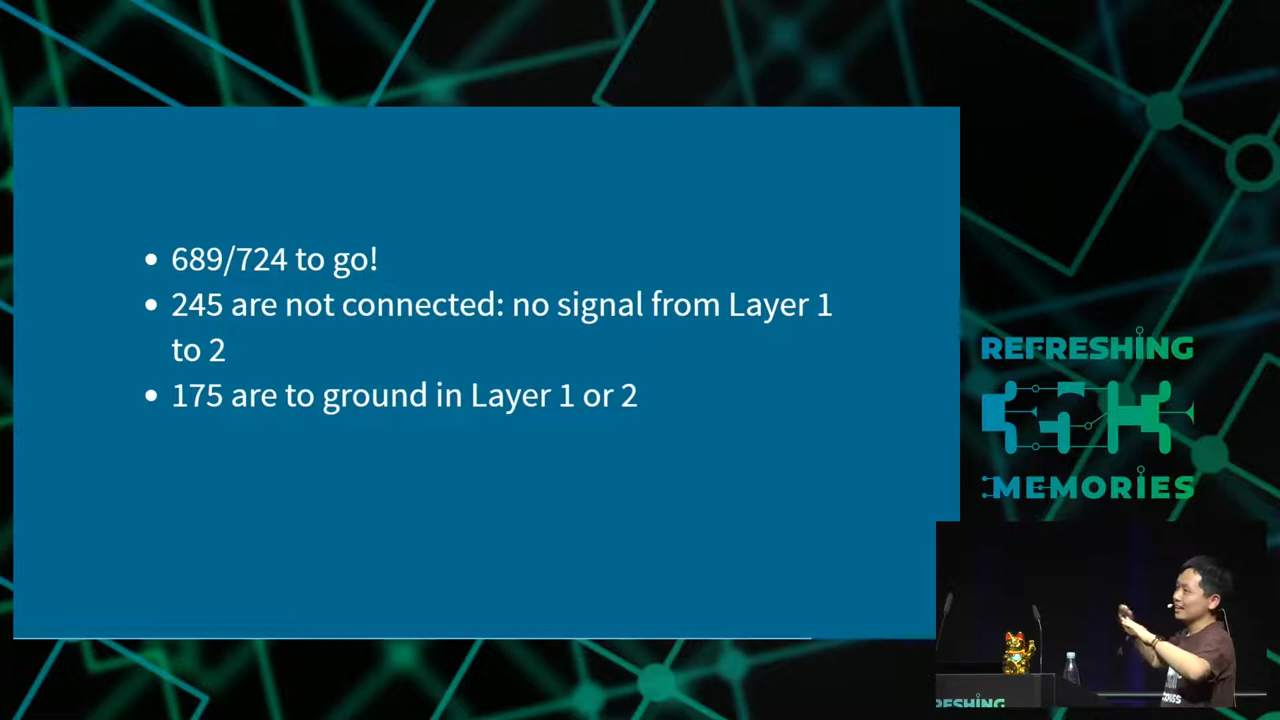 • 689/724 to go!
• 245 are not connected: no signal from Layer 1
to 2
• 175 are to ground in Layer 1 or 2
REFRESHING
MEMORIES